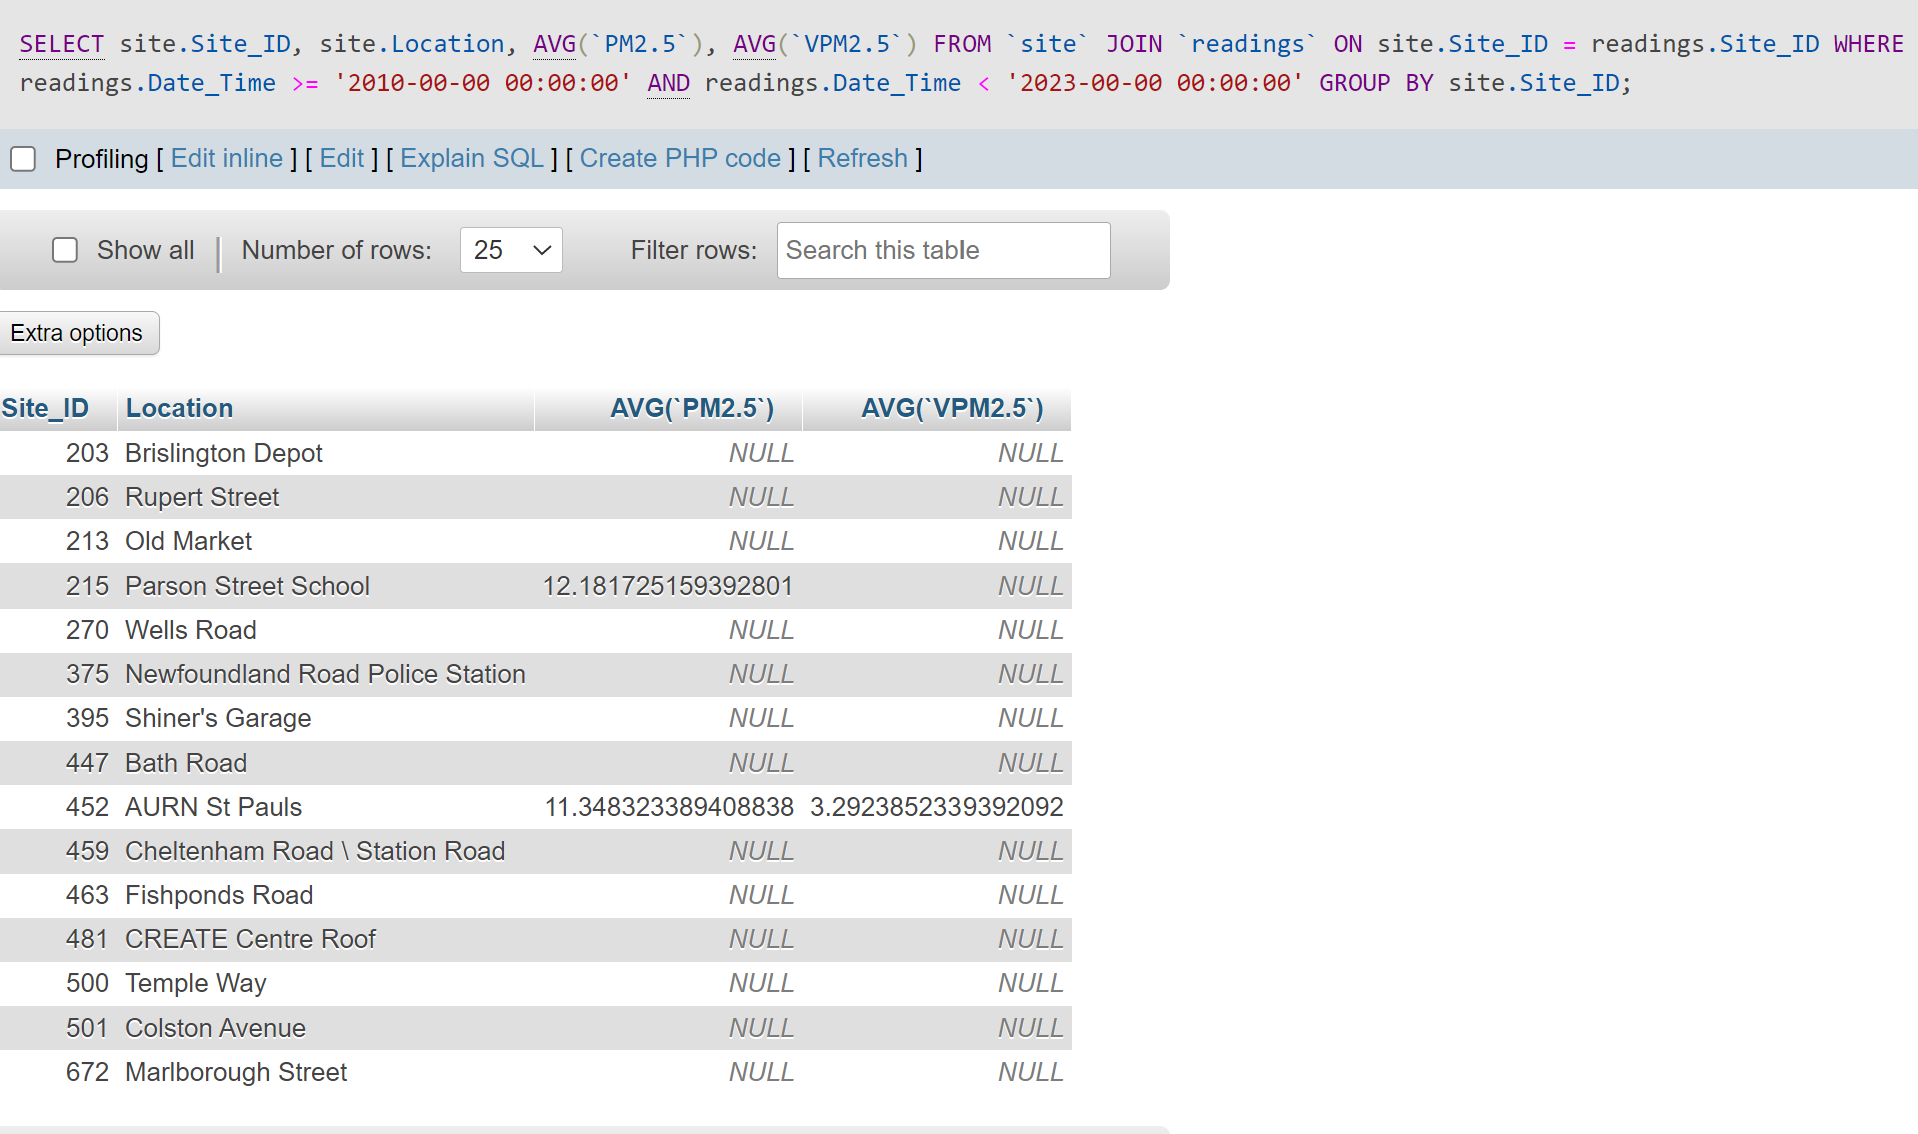 SELECT site.Site_ID, site.Location, AVG(`PM2.5`), AVG(`VPM2.5`) FROM `site` JOIN `readings` ON site.Site_ID = readings.Site_ID WHERE
readings.Date_Time >= '2010-00-00 00:00:00' AND readings.Date_Time < '2023-00-00 00:00:00' GROUP BY site.Site_ID;
Profiling [ Edit inline ] [ Edit ] [ Explain SQL ] [ Create PHP code ] [ Refresh ]
Show all | Number of rows: 25 Filter rows: Search this table
Extra options
Site_ID Location AVG(`PM2.5`) AVG(`VPM2.5`)
203 Brislington Depot NULL NULL
206 Rupert Street NULL NULL
213 Old Market NULL NULL
215 Parson Street School 12.181725159392801 NULL
270 Wells Road NULL NULL
375 Newfoundland Road Police Station NULL NULL
395 Shiner's Garage NULL NULL
447 Bath Road NULL NULL
452 AURN St Pauls 11.348323389408838 3.2923852339392092
459 Cheltenham Road \ Station Road NULL NULL
463 Fishponds Road NULL NULL
481 CREATE Centre Roof NULL NULL
500 Temple Way NULL NULL
501 Colston Avenue NULL NULL
672 Marlborough Street NULL NULL